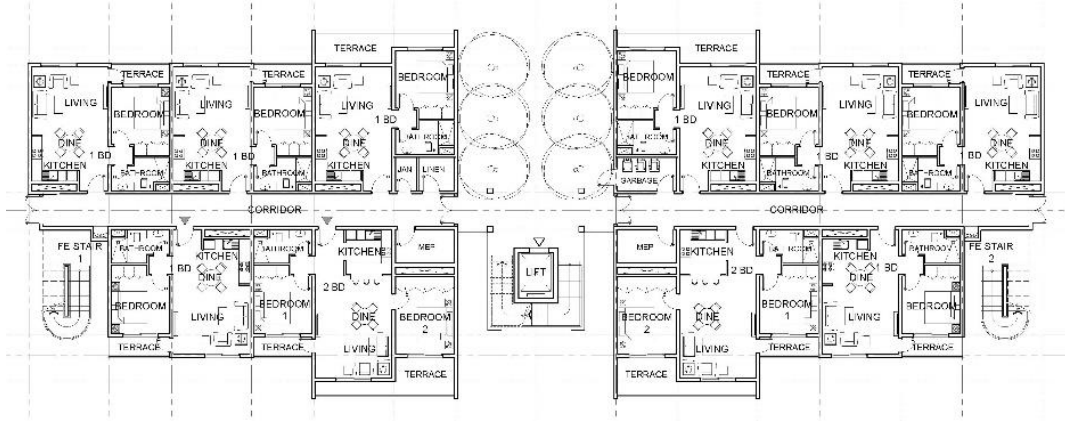 TERRACE
TERRACE
TERRACE TERRACE BEDROOM BEDROOM TERRACE TERRACE
LIVING LIVING LIVING LIVING LIVING LIVING
BEDROOM BEDROOM BEDROOM BEDROOM
1 BD 1 BD
DINE DINE DINE BATHROOM BATHROOM DINE DINE DINE
1 BD 1 BD 1 BD 1 BD
KITCHEN KITCHEN KITCHEN KITCHEN KITCHEN KITCHEN
BATHROOM BATHROOM JAN LINEN GARBAGE BATHROOM BATHROOM
CORRIDOR CORRIDOR
FE STAIR 1 BATHROOM KITCHEN BATHROOM KITCHEN MEP MEP KITCHEN BATHROOM KITCHEN BATHROOM FE STAIR 2
1 BD DINE 2 BD LIFT 2 BD DINE 1 BD
BEDROOM BEDROOM 1 BEDROOM 1 BEDROOM
LIVING DINE BEDROOM 2 BEDROOM 2 DINE LIVING
TERRACE TERRACE LIVING LIVING TERRACE TERRACE
TERRACE TERRACE